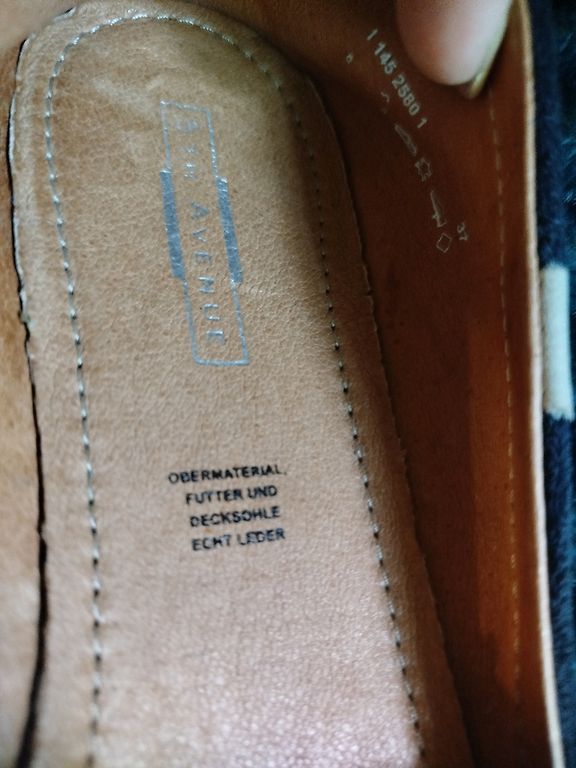 5TH AVENUE
OBERMATERIAL,
FUTTER UND
DECKSOHLE
ECHT LEDER
1 145 2580 1
37